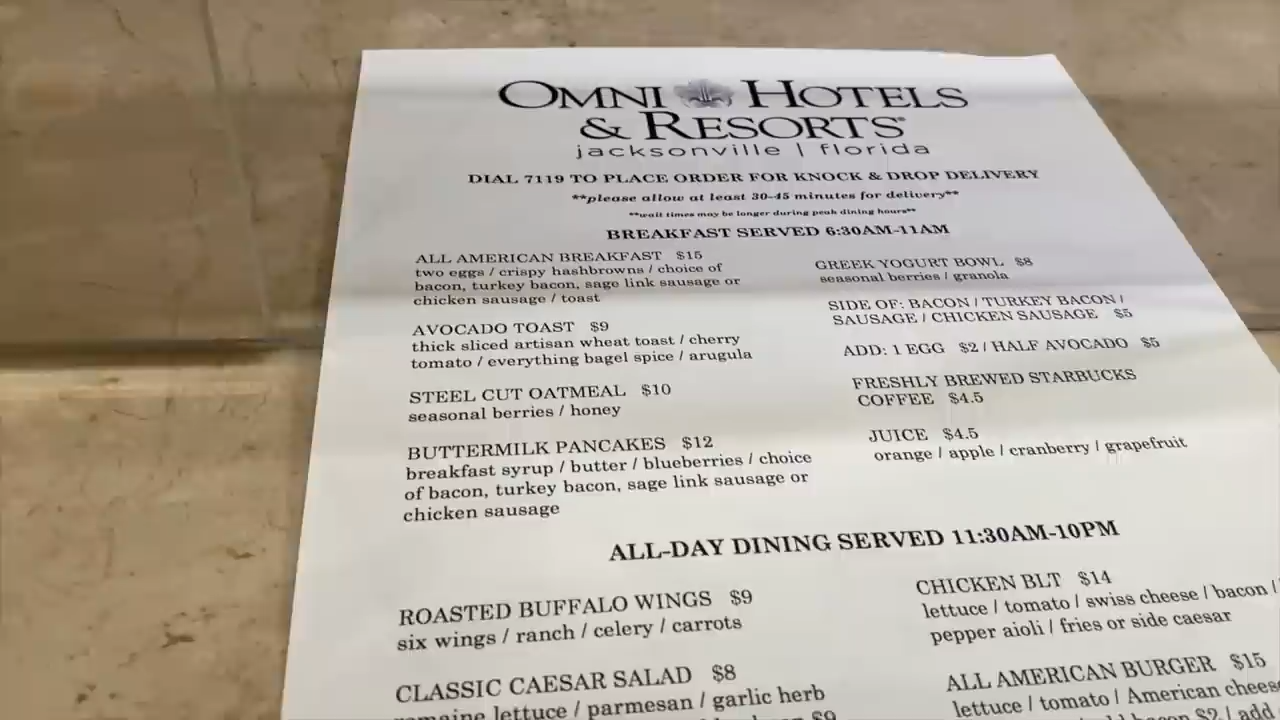 OMNI HOTELS
& RESORTS®
jacksonville | florida
DIAL 7119 TO PLACE ORDER FOR KNOCK & DROP DELIVERY
**please allow at least 30-45 minutes for delivery**
**wait times may be longer during peak dining hours**
BREAKFAST SERVED 6:30AM-11AM
ALL AMERICAN BREAKFAST $15
two eggs / crispy hashbrowns / choice of
bacon, turkey bacon, sage link sausage or
chicken sausage / toast
AVOCADO TOAST $9
thick sliced artisan wheat toast / cherry
tomato / everything bagel spice / arugula
STEEL CUT OATMEAL $10
seasonal berries / honey
BUTTERMILK PANCAKES $12
breakfast syrup / butter / blueberries / choice
of bacon, turkey bacon, sage link sausage or
chicken sausage
GREEK YOGURT BOWL $8
seasonal berries / granola
SIDE OF: BACON / TURKEY BACON /
SAUSAGE / CHICKEN SAUSAGE $5
ADD: 1 EGG $2 / HALF AVOCADO $5
FRESHLY BREWED STARBUCKS
COFFEE $4.5
JUICE $4.5
orange / apple / cranberry / grapefruit
ALL-DAY DINING SERVED 11:30AM-10PM
ROASTED BUFFALO WINGS $9
six wings / ranch / celery / carrots
CLASSIC CAESAR SALAD $8
romaine lettuce / parmesan / garlic herb
$9
CHICKEN BLT $14
lettuce / tomato / swiss cheese / bacon /
pepper aioli / fries or side caesar
ALL AMERICAN BURGER $15
lettuce / tomato / American cheese
bacon $2 / add